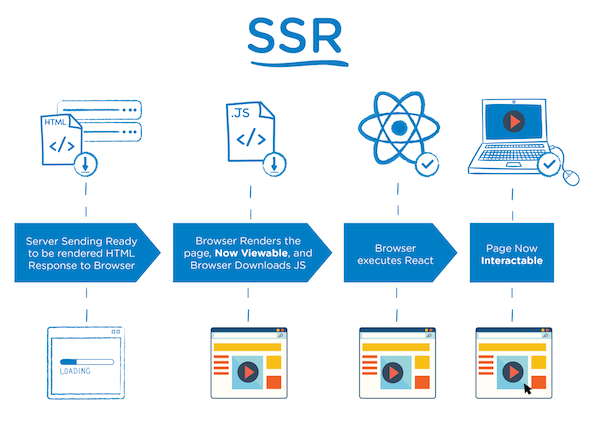 SSR
HTML
.JS
Server Sending Ready
to be rendered HTML
Response to Browser
Browser Renders the
page, Now Viewable, and
Browser Downloads JS
Browser
executes React
Page Now
Interactable
LOADING